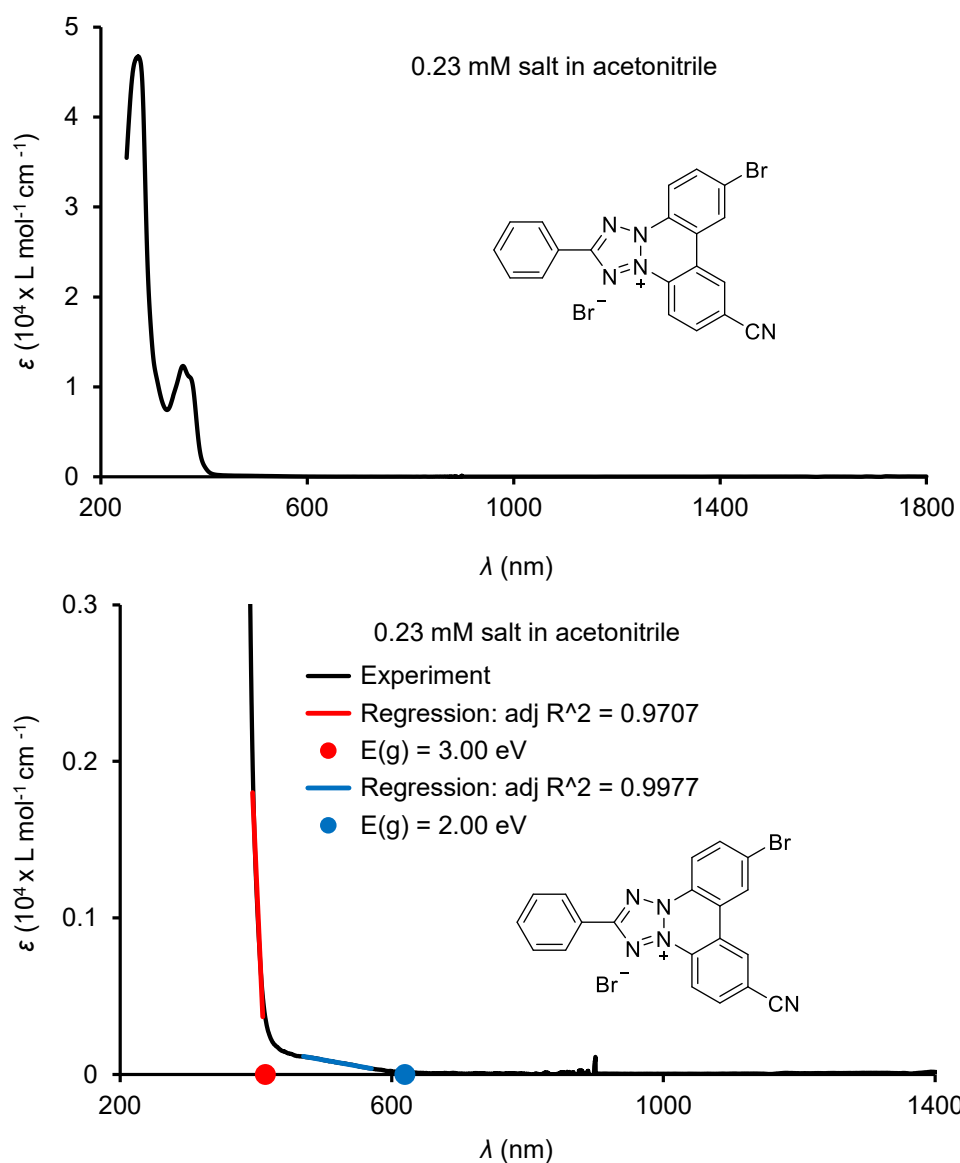 5
0.23 mM salt in acetonitrile
4
3
2
1
0
ε (10⁴ x L mol⁻¹ cm ⁻¹)
Br
N N
N N
+
Br⁻
CN
200 600 1000 1400 1800
λ (nm)
0.3
0.23 mM salt in acetonitrile
Experiment
Regression: adj R^2 = 0.9707
E(g) = 3.00 eV
Regression: adj R^2 = 0.9977
E(g) = 2.00 eV
0.2
0.1
0
ε (10⁴ x L mol⁻¹ cm ⁻¹)
Br
N N
N N
+
Br⁻
CN
200 600 1000 1400
λ (nm)